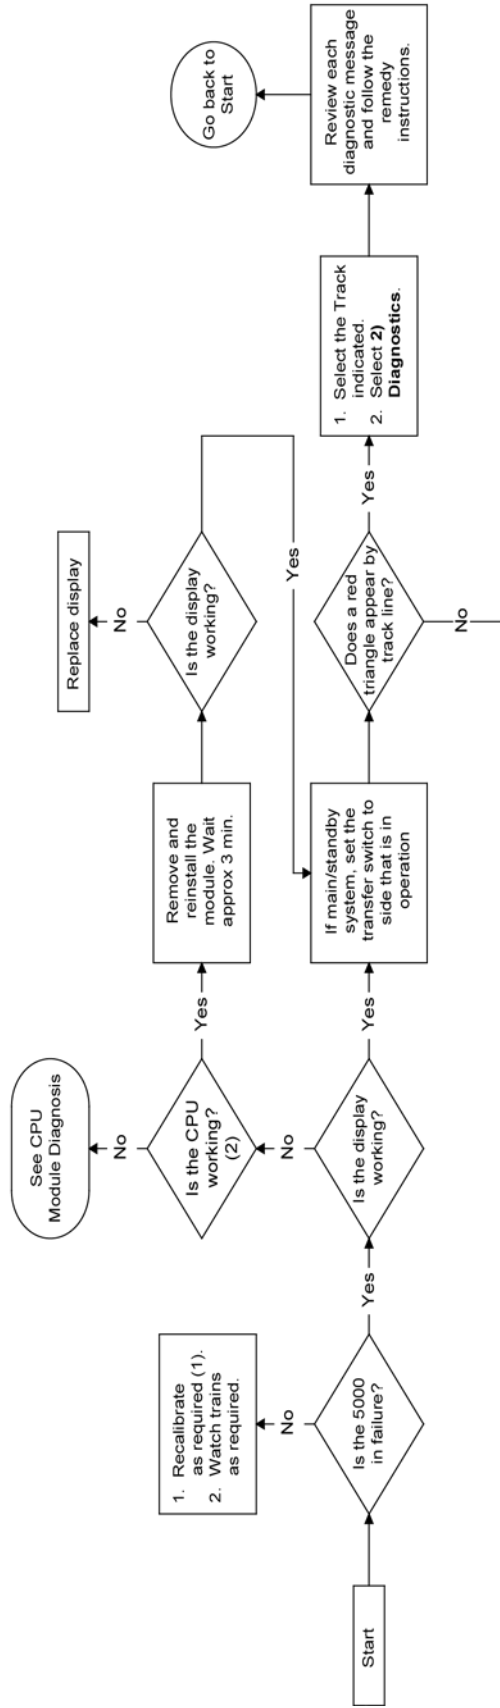 Start
Is the 5000
in failure?
No
1. Recalibrate
as required (1).
2. Watch trains
as required.
Yes
Is the display
working?
No
Is the CPU
working?
(2)
No
See CPU
Module Diagnosis
Yes
Remove and
reinstall the
module. Wait
approx 3 min.
Is the display
working?
No
Replace display
Yes
Yes
If main/standby
system, set the
transfer switch to
side that is in
operation
Does a red
triangle appear by
track line?
No
Yes
1. Select the Track
indicated.
2. Select 2)
Diagnostics.
Review each
diagnostic message
and follow the
remedy
instructions.
Go back to
Start